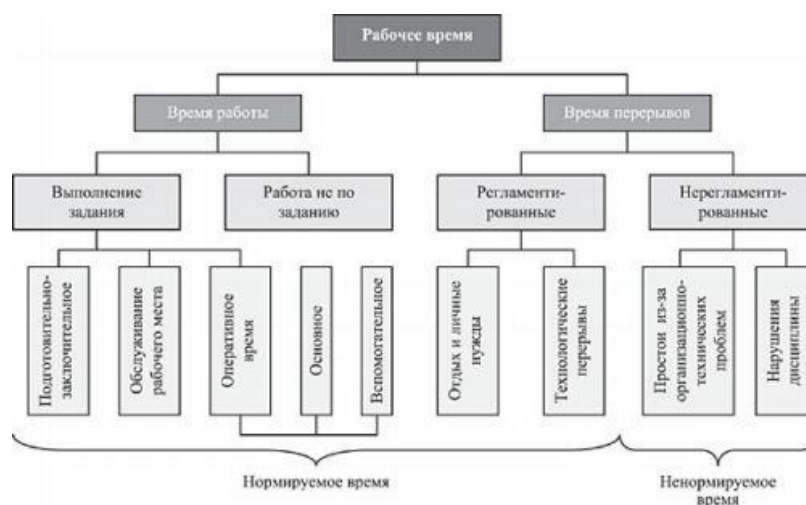 Рабочее время
Время работы
Время перерывов
Выполнение
задания
Работа не по
заданию
Регламенти-
рованные
Нерегламенти-
рованные
Подготовительно-
заключительное
Обслуживание
рабочего места
Оперативное
время
Основное
Вспомогательное
Отдых и личные
нужды
Технологические
перерывы
Простои из-за
организационно-
технических
проблем
Нарушения
дисциплины
Нормируемое время
Ненормируемое
время